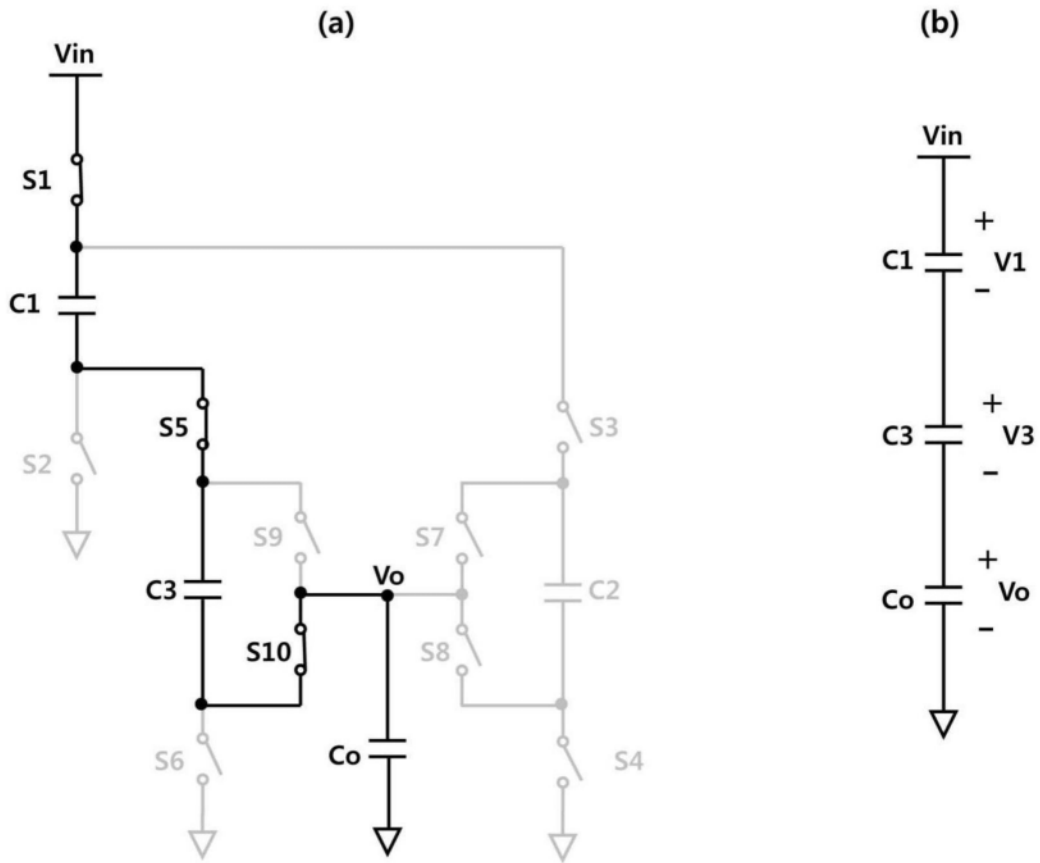 (a)
(b)
Vin
Vin
S1
C1
V1
+
−
C1
S5
S3
S2
+
C3
V3
−
S9
S7
C3
Vo
C2
+
Co
Vo
−
S10
S8
Co
S6
S4